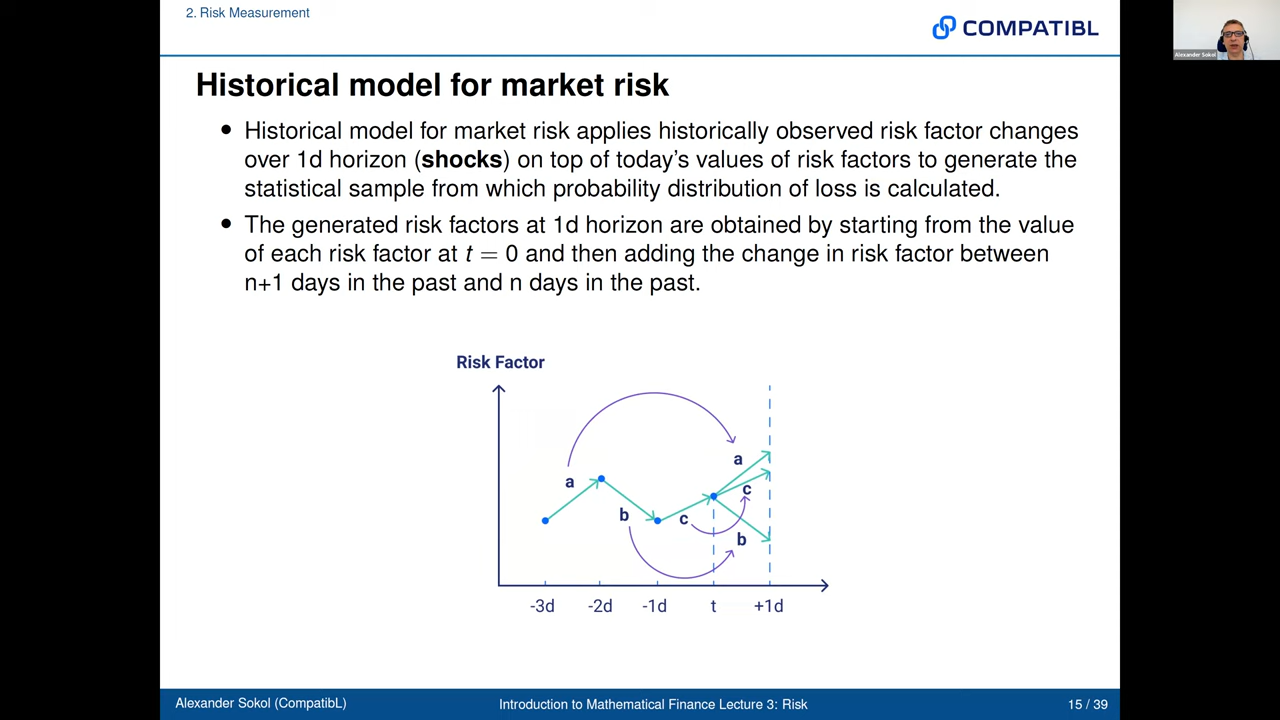 2. Risk Measurement
COMPATIBL
Alexander Sokol
Historical model for market risk
• Historical model for market risk applies historically observed risk factor changes
over 1d horizon (shocks) on top of today's values of risk factors to generate the
statistical sample from which probability distribution of loss is calculated.
• The generated risk factors at 1d horizon are obtained by starting from the value
of each risk factor at t = 0 and then adding the change in risk factor between
n+1 days in the past and n days in the past.
Risk Factor
a
a
c
b
c
b
-3d -2d -1d t +1d
Alexander Sokol (CompatibL) Introduction to Mathematical Finance Lecture 3: Risk 15 / 39